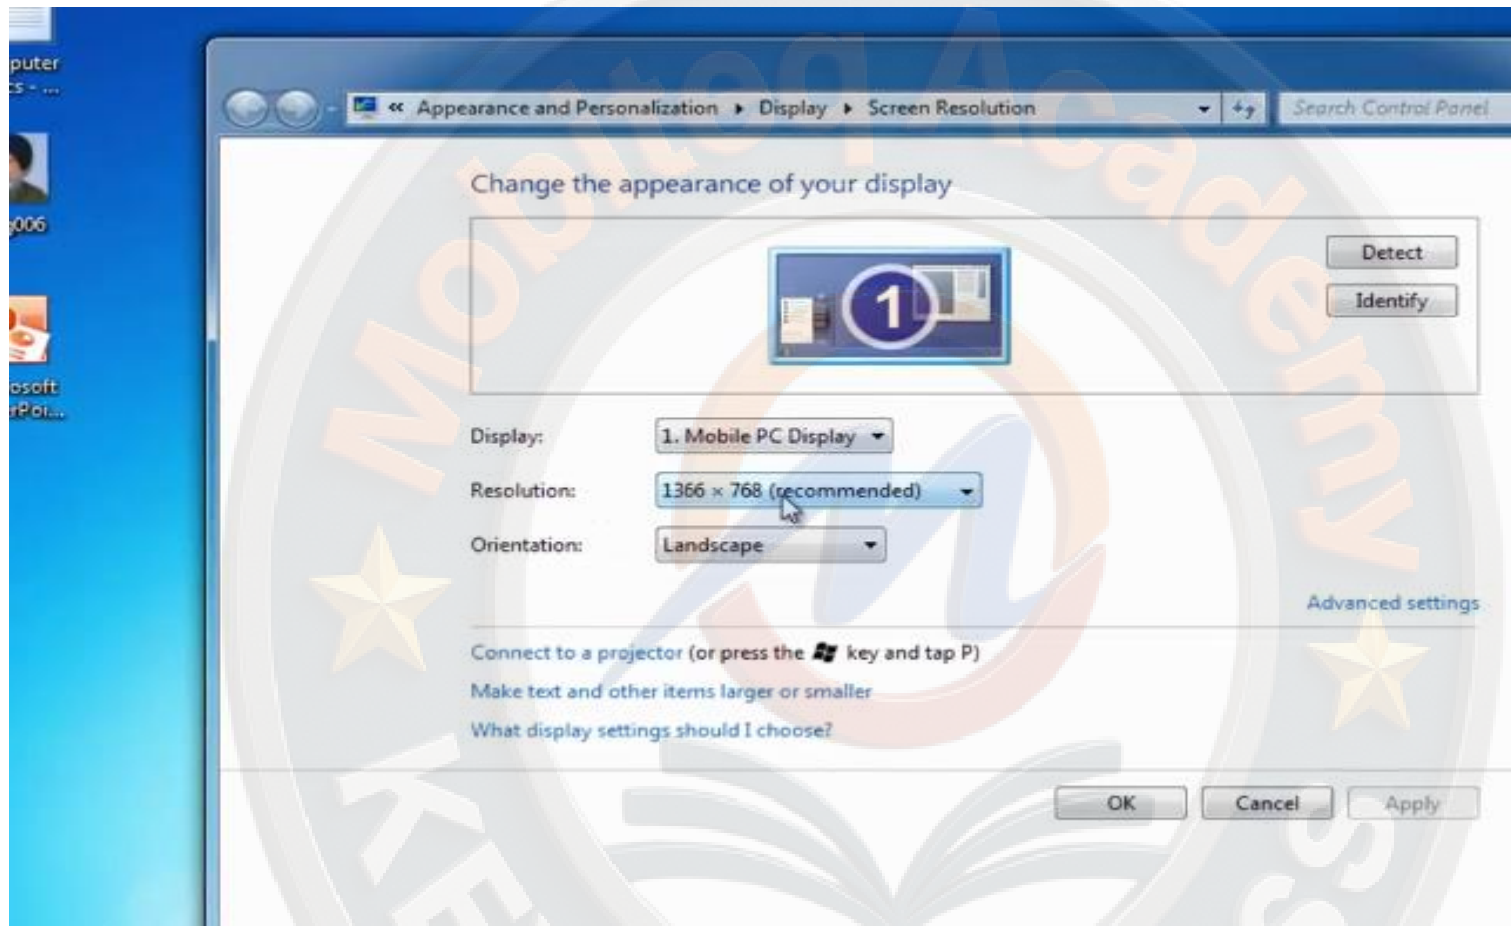 puter
cs - ...
« Appearance and Personalization ▸ Display ▸ Screen Resolution
Search Control Panel
Change the appearance of your display
006
1
Detect
Identify
osoft
rPoi...
Display: 1. Mobile PC Display
Resolution: 1366 × 768 (recommended)
Orientation: Landscape
Advanced settings
Connect to a projector (or press the key and tap P)
Make text and other items larger or smaller
What display settings should I choose?
OK Cancel Apply
Mobiteq Academy